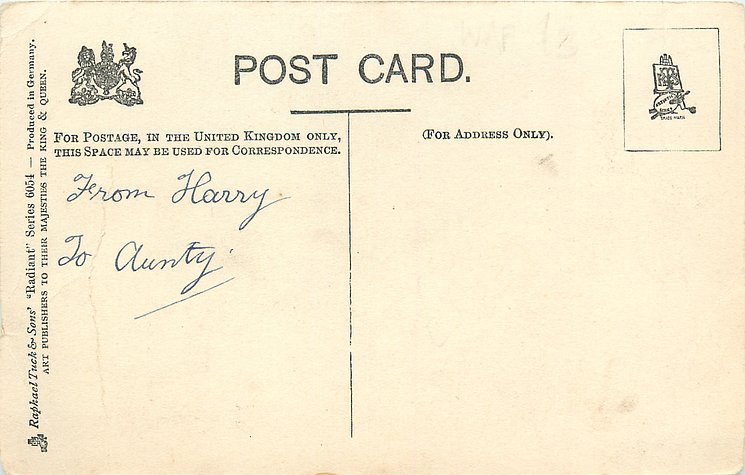 POST CARD.
FOR POSTAGE, IN THE UNITED KINGDOM ONLY,
THIS SPACE MAY BE USED FOR CORRESPONDENCE.
(FOR ADDRESS ONLY).
From Harry
To Aunty.
Raphael Tuck & Sons' "Radiant" Series 6054 — Produced in Germany.
ART PUBLISHERS TO THEIR MAJESTIES THE KING & QUEEN.